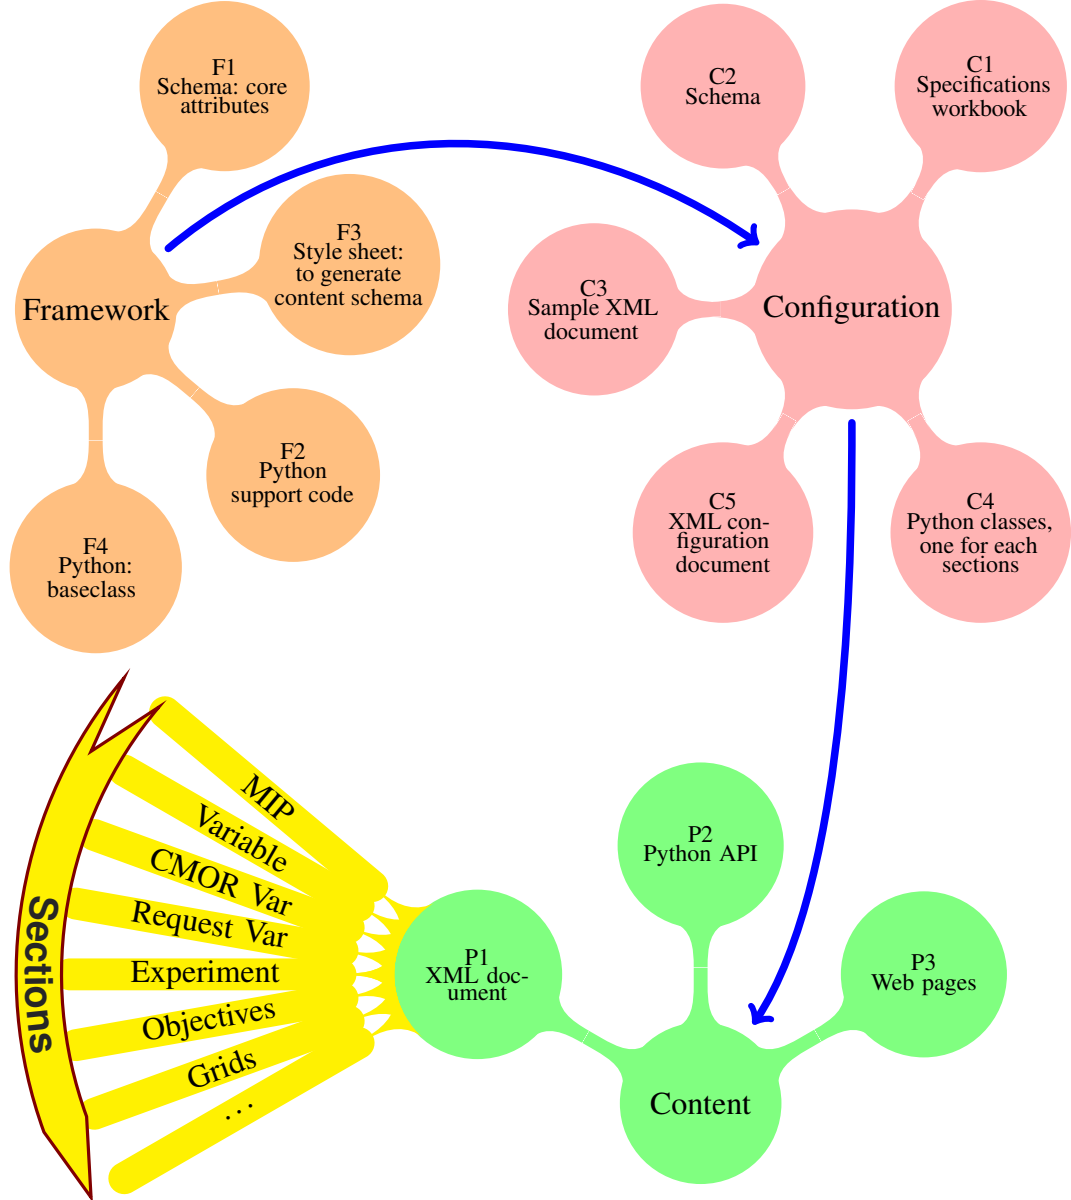 F1
Schema: core
attributes
F3
Style sheet:
to generate
content schema
Framework
F2
Python
support code
F4
Python:
baseclass
C2
Schema
C1
Specifications
workbook
C3
Sample XML
document
Configuration
C5
XML con-
figuration
document
C4
Python classes,
one for each
sections
Sections
MIP
Variable
CMOR Var
Request Var
Experiment
Objectives
Grids
...
P1
XML doc-
ument
P2
Python API
P3
Web pages
Content